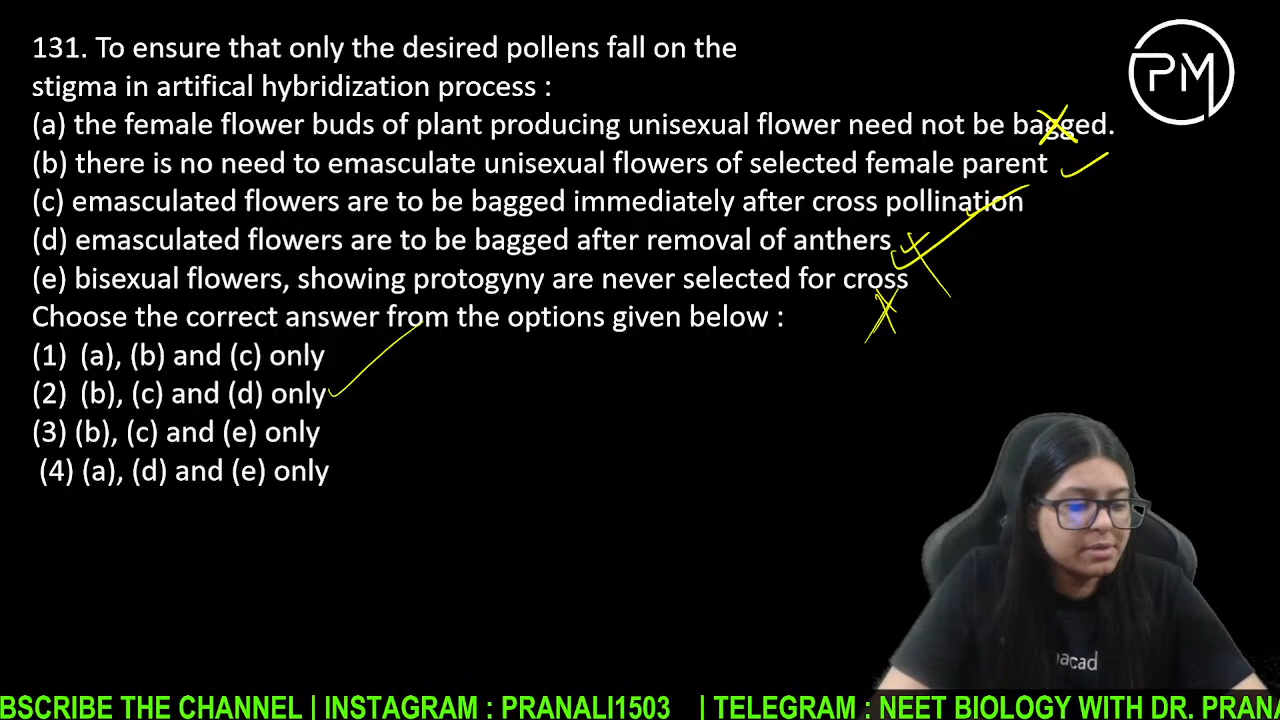 131. To ensure that only the desired pollens fall on the
stigma in artifical hybridization process :
(a) the female flower buds of plant producing unisexual flower need not be bagged.
(b) there is no need to emasculate unisexual flowers of selected female parent
(c) emasculated flowers are to be bagged immediately after cross pollination
(d) emasculated flowers are to be bagged after removal of anthers
(e) bisexual flowers, showing protogyny are never selected for cross
Choose the correct answer from the options given below :
(1) (a), (b) and (c) only
(2) (b), (c) and (d) only
(3) (b), (c) and (e) only
(4) (a), (d) and (e) only
PM
acad
BSCRIBE THE CHANNEL | INSTAGRAM : PRANALI1503 | TELEGRAM : NEET BIOLOGY WITH DR. PRANA